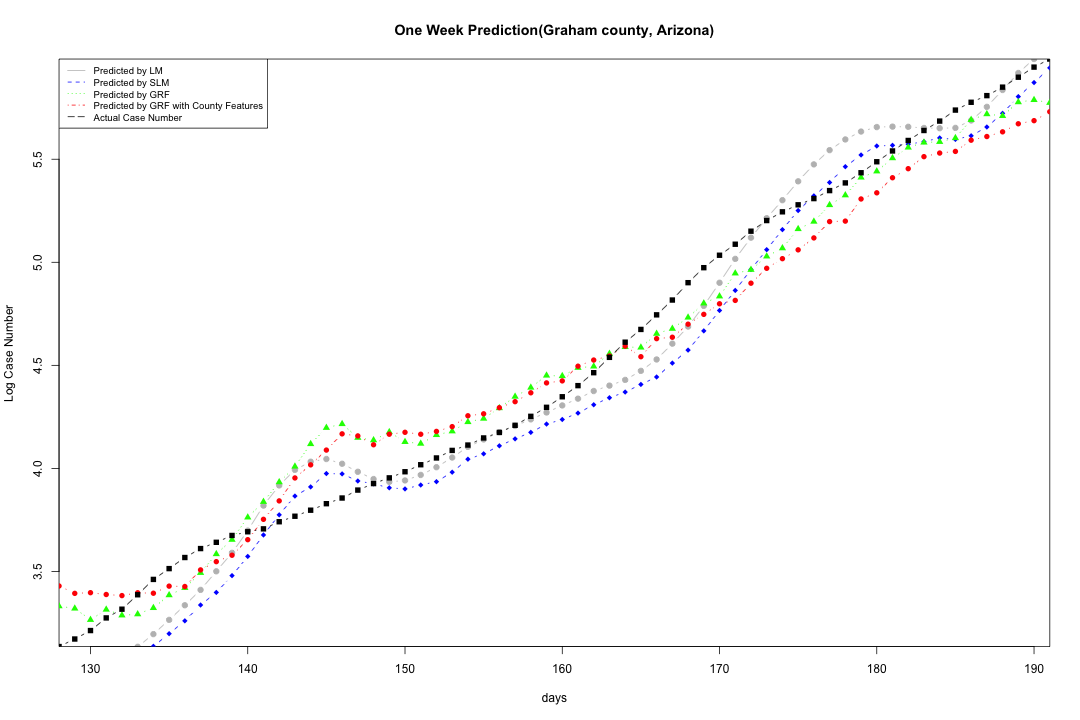 One Week Prediction(Graham county, Arizona)
Predicted by LM
Predicted by SLM
Predicted by GRF
Predicted by GRF with County Features
Actual Case Number
Log Case Number
5.5
5.0
4.5
4.0
3.5
130 140 150 160 170 180 190
days